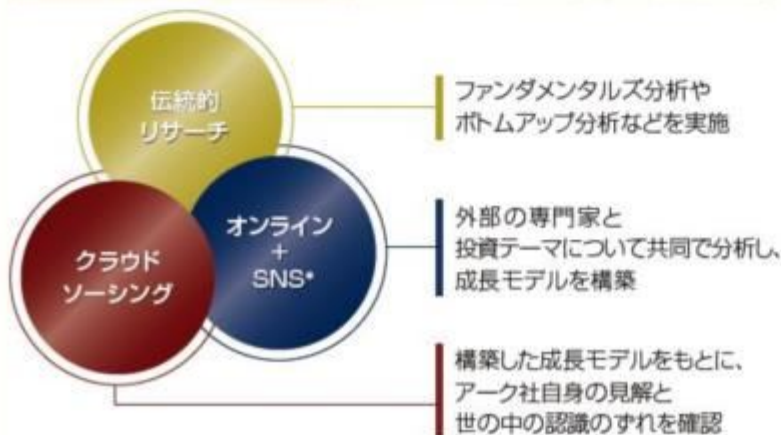 伝統的
リサーチ
ファンダメンタルズ分析や
ボトムアップ分析などを実施
オンライン
+
SNS*
外部の専門家と
投資テーマについて共同で分析し、
成長モデルを構築
クラウド
ソーシング
構築した成長モデルをもとに、
アーク社自身の見解と
世の中の認識のずれを確認